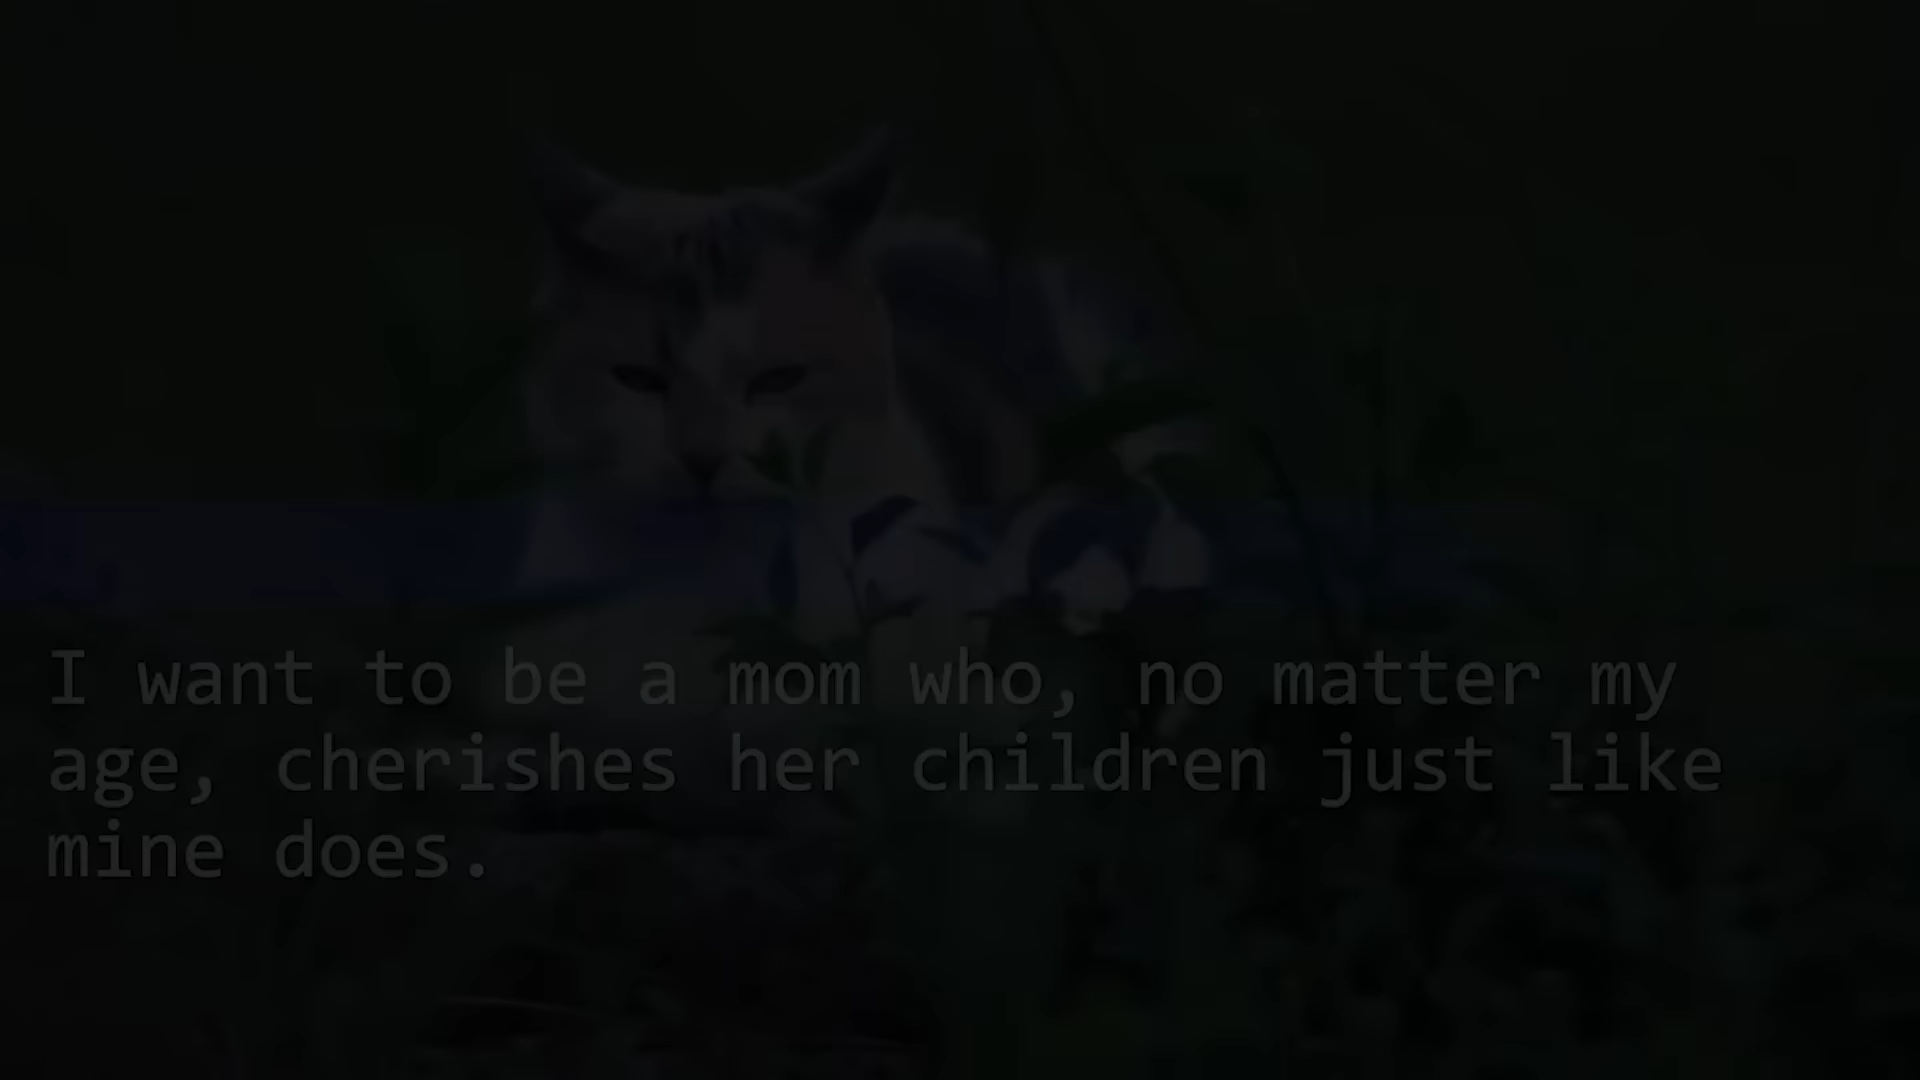 I want to be a mom who, no matter my
age, cherishes her children just like
mine does.